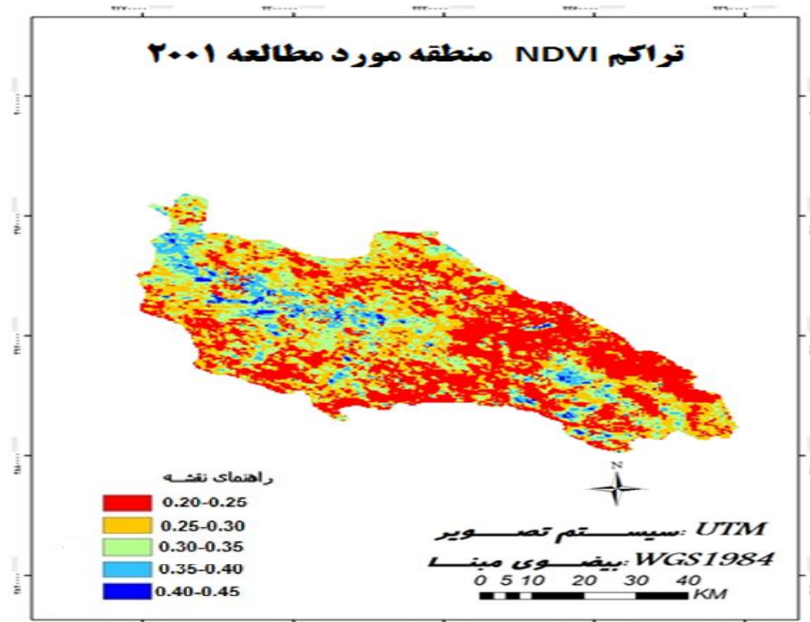 تراکم NDVI منطقه مورد مطالعه ۲۰۰۱
راهنمای نقشه
0.20-0.25
0.25-0.30
0.30-0.35
0.35-0.40
0.40-0.45
N
سیستم تصویر: UTM
بیضوی مبنا: WGS1984
0 5 10 20 30 40
KM